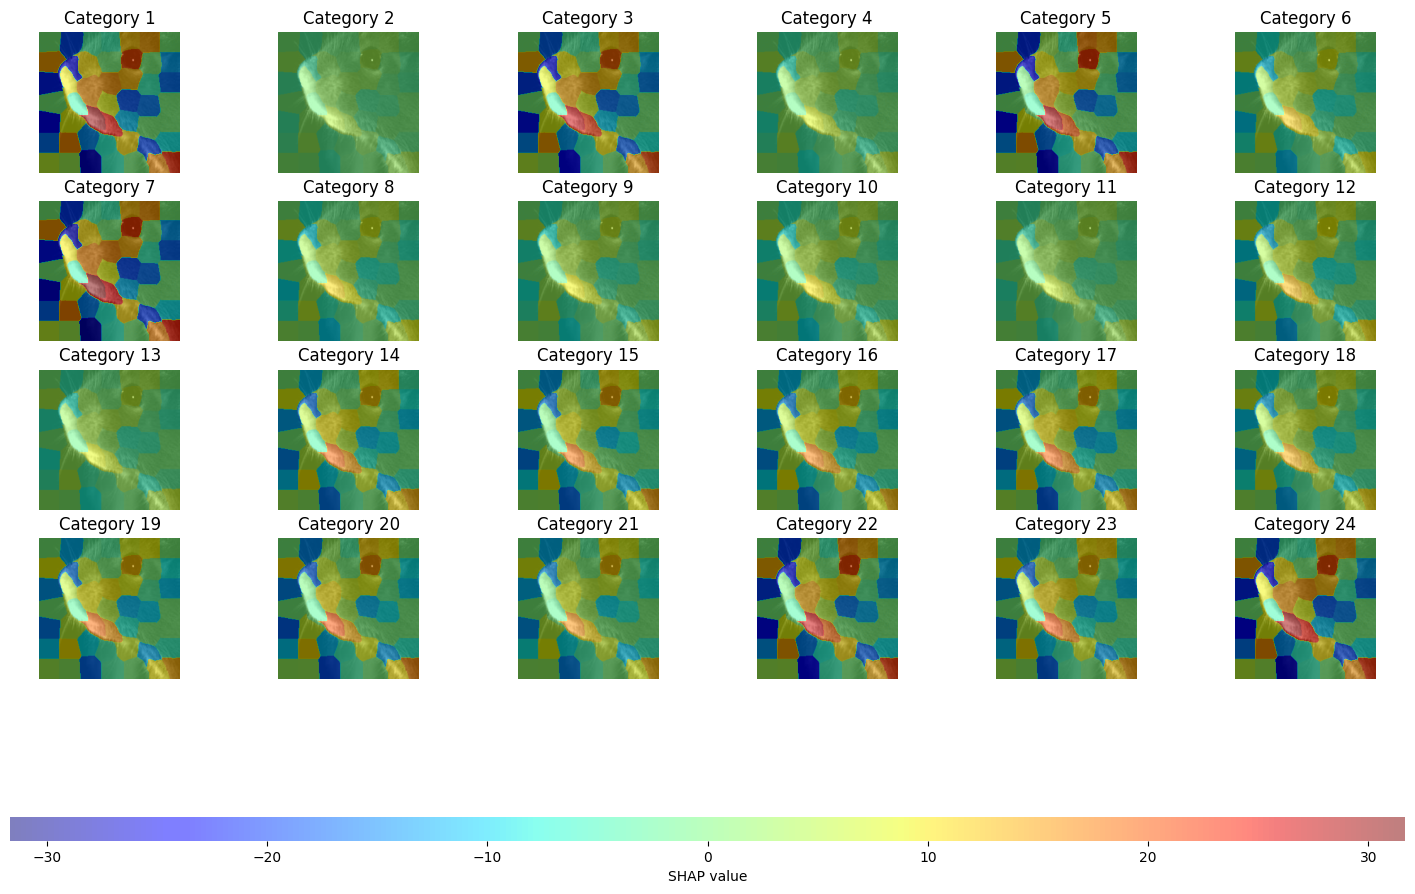 Category 1 Category 2 Category 3 Category 4 Category 5 Category 6
Category 7 Category 8 Category 9 Category 10 Category 11 Category 12
Category 13 Category 14 Category 15 Category 16 Category 17 Category 18
Category 19 Category 20 Category 21 Category 22 Category 23 Category 24
−30 −20 −10 0 10 20 30
SHAP value